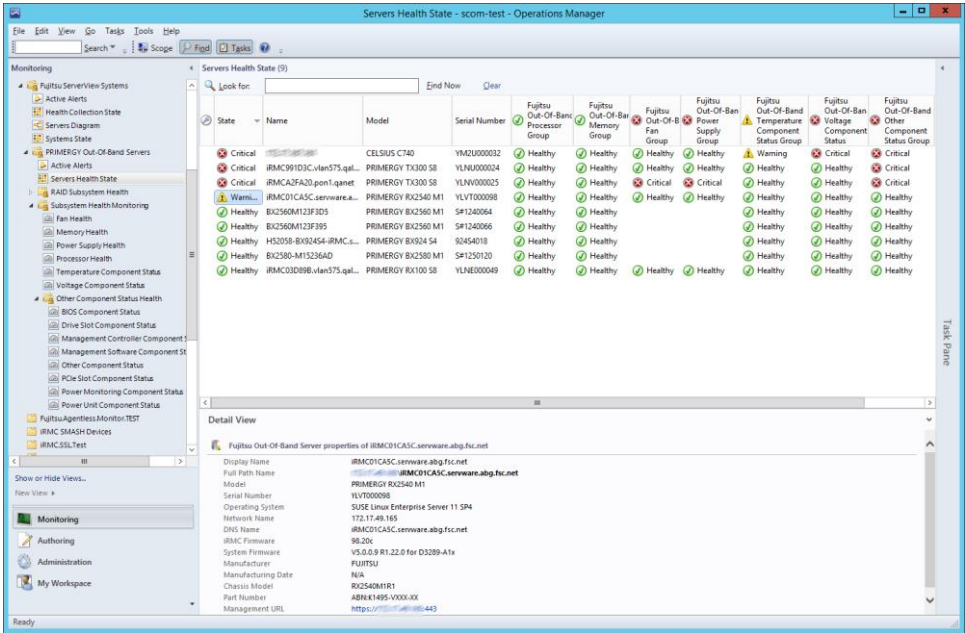 Servers Health State - scom-test - Operations Manager
File Edit View Go Tasks Tools Help
Search Scope Find Tasks
Monitoring
Fujitsu ServerView Systems
Active Alerts
Health Collection State
Servers Diagram
Systems State
PRIMERGY Out-Of-Band Servers
Active Alerts
Servers Health State
RAID Subsystem Health
Subsystem Health Monitoring
Fan Health
Memory Health
Power Supply Health
Processor Health
Temperature Component Status
Voltage Component Status
Other Component Status Health
BIOS Component Status
Drive Slot Component Status
Management Controller Component S
Management Software Component St
Other Component Status
PCIe Slot Component Status
Power Monitoring Component Status
Power Unit Component Status
Fujitsu.Agentless.Monitor.TEST
iRMC SMASH Devices
iRMC.SSL.Test
Show or Hide Views...
New View
Monitoring
Authoring
Administration
My Workspace
Servers Health State (9)
Look for: Find Now Clear
State Name Model Serial Number Fujitsu Out-Of-Band Processor Group Fujitsu Out-Of-Ban Memory Group Fujitsu Out-Of-B Fan Group Fujitsu Out-Of-Ban Power Supply Group Fujitsu Out-Of-Band Temperature Component Status Group Fujitsu Out-Of-Ban Voltage Component Status Fujitsu Out-Of-Band Other Component Status Group
Critical CELSIUS C740 YM2U000032 Healthy Healthy Healthy Healthy Warning Critical Critical
Critical iRMC991D3C.vlan575.qal... PRIMERGY TX300 S8 YLNU000024 Healthy Healthy Healthy Healthy Healthy Healthy Critical
Critical iRMCA2FA20.pon1.qanet PRIMERGY TX300 S8 YLNV000025 Healthy Healthy Critical Critical Healthy Healthy Critical
Warni... iRMC01CA5C.servware.a... PRIMERGY RX2540 M1 YLVT000098 Healthy Healthy Healthy Healthy Healthy Healthy Critical
Healthy BX2560M123F3D5 PRIMERGY BX2560 M1 S#1240064 Healthy Healthy Healthy Healthy Healthy
Healthy BX2560M123F395 PRIMERGY BX2560 M1 S#1240066 Healthy Healthy Healthy Healthy Healthy
Healthy H52058-BX924S4-iRMC.s... PRIMERGY BX924 S4 924S4018 Healthy Healthy Healthy Healthy Healthy
Healthy BX2580-M15236AD PRIMERGY BX2580 M1 S#1250120 Healthy Healthy Healthy Healthy Healthy
Healthy iRMC03D89B.vlan575.qal... PRIMERGY RX100 S8 YLNE000049 Healthy Healthy Healthy Healthy Healthy Healthy Healthy
Detail View
Fujitsu Out-Of-Band Server properties of iRMC01CA5C.servware.abg.fsc.net
Display Name iRMC01CA5C.servware.abg.fsc.net
Full Path Name \iRMC01CA5C.servware.abg.fsc.net
Model PRIMERGY RX2540 M1
Serial Number YLVT000098
Operating System SUSE Linux Enterprise Server 11 SP4
Network Name 172.17.49.165
DNS Name iRMC01CA5C.servware.abg.fsc.net
iRMC Firmware 98.20c
System Firmware V5.0.0.9 R1.22.0 for D3289-A1x
Manufacturer FUJITSU
Manufacturing Date N/A
Chassis Model RX2540M1R1
Part Number ABN:K1495-VXXX-XX
Management URL https:// :443
Task Pane
Ready